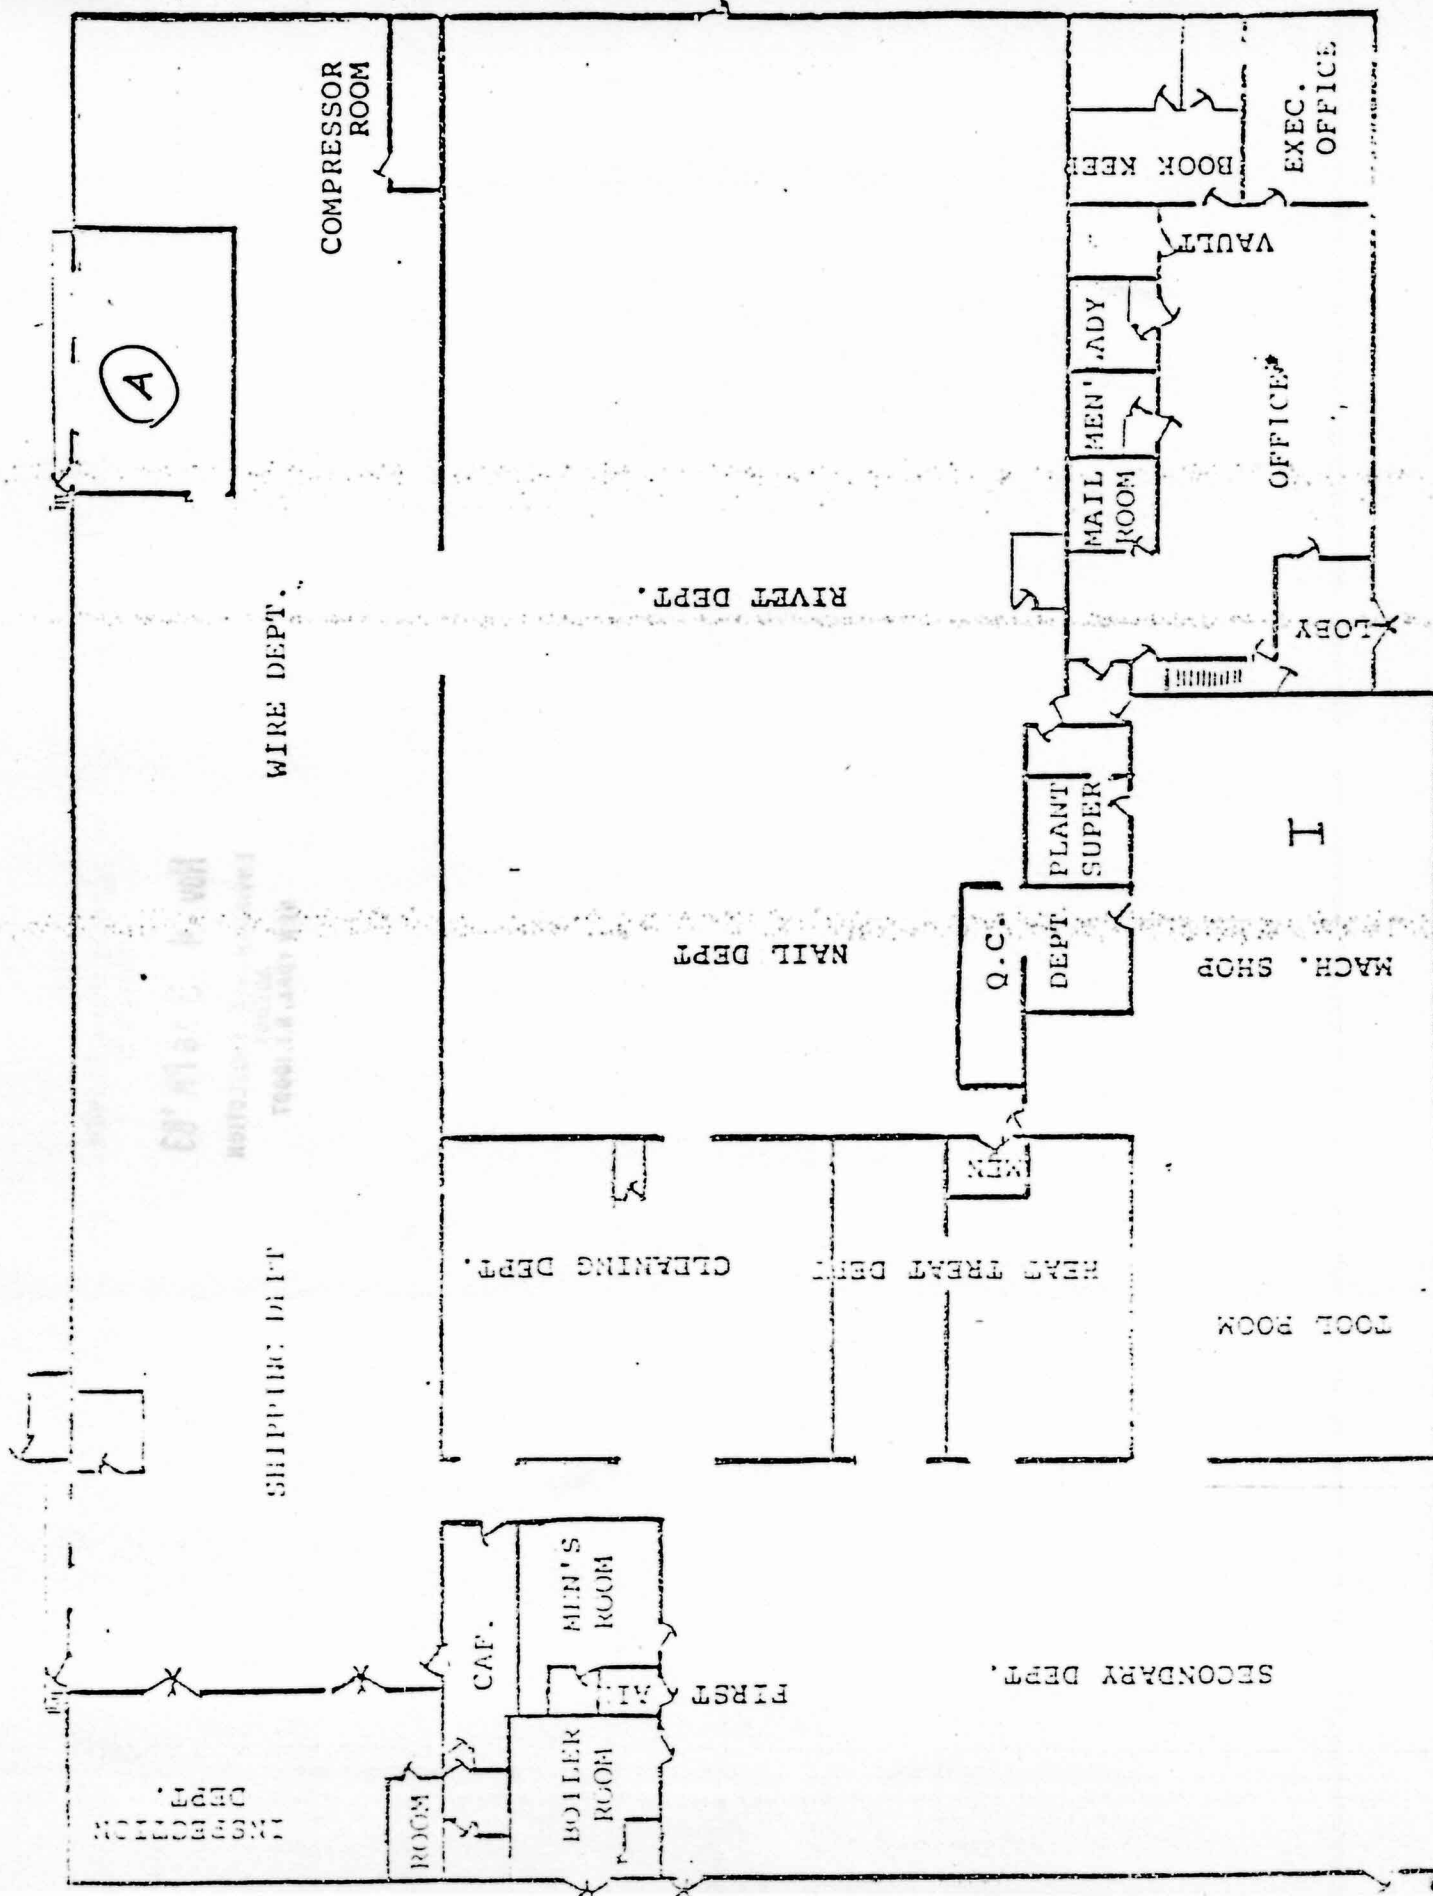 COMPRESSOR
ROOM
BOOK KEEP
EXEC.
OFFICE
VAULT
A
LADY
MEN'
MAIL
ROOM
OFFICE*
WIRE DEPT.
RIVET DEPT.
LOBY
PLANT
SUPER
I
NAIL DEPT
Q.C.
DEPT
MACH. SHOP
MEN
SHIPPING DEPT
CLEANING DEPT.
HEAT TREAT DEPT
TOOL ROOM
CAF.
MEN'S
ROOM
FIRST AI
SECONDARY DEPT.
INSPECTION
DEPT.
ROOM
BOILER
ROOM